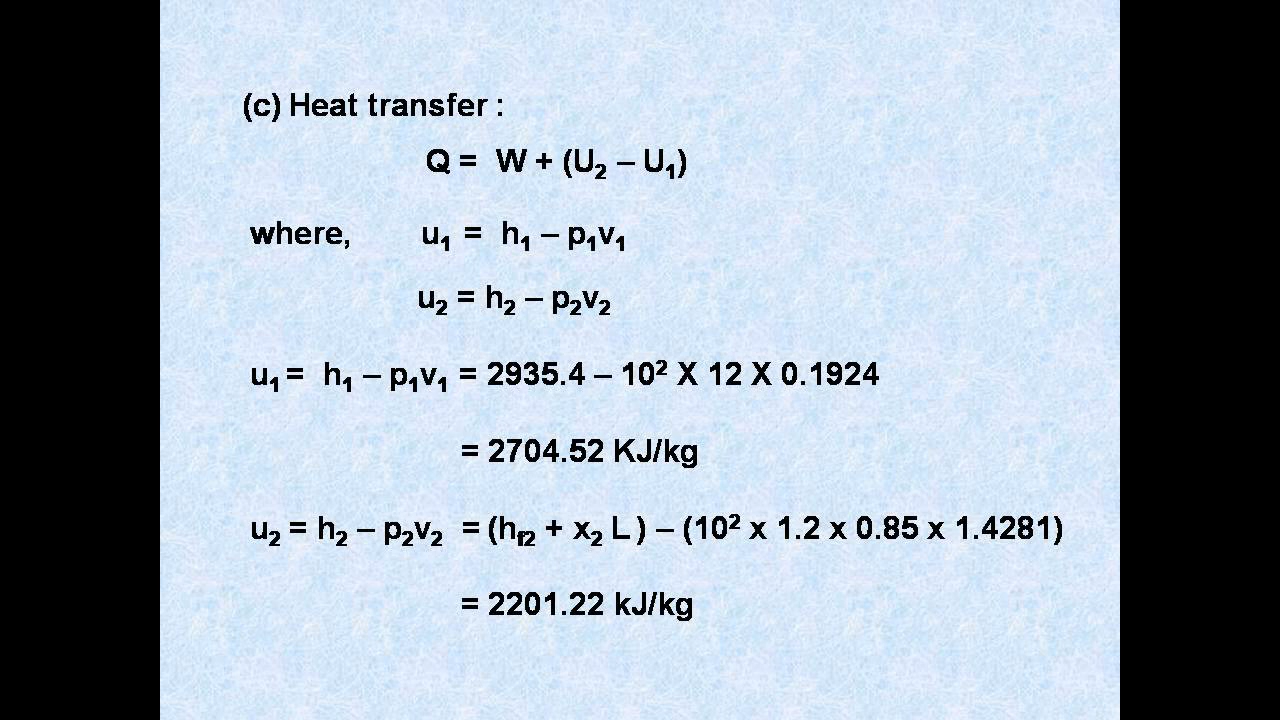 (c) Heat transfer :
Q = W + (U₂ – U₁)
where, u₁ = h₁ – p₁v₁
u₂ = h₂ – p₂v₂
u₁ = h₁ – p₁v₁ = 2935.4 – 10² X 12 X 0.1924
= 2704.52 KJ/kg
u₂ = h₂ – p₂v₂ = (hf₂ + x₂ L ) – (10² x 1.2 x 0.85 x 1.4281)
= 2201.22 kJ/kg